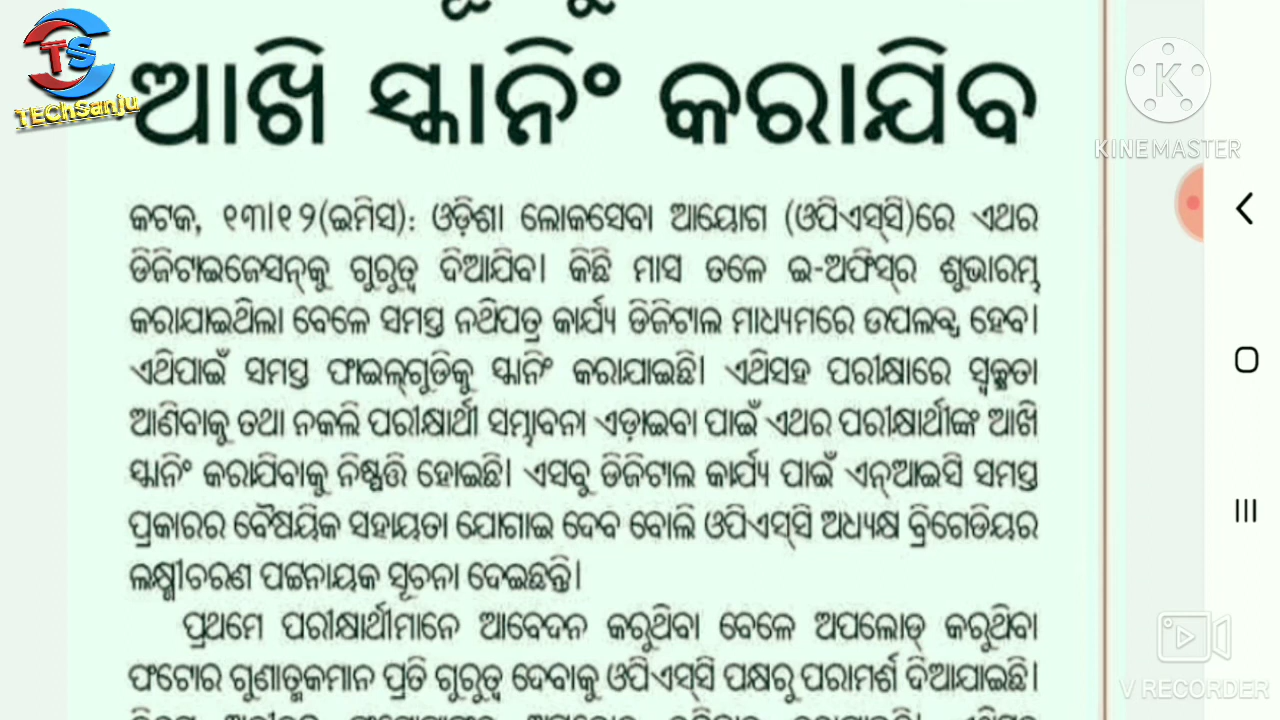 TS
TEChSanju
ଆଖି ସ୍କାନିଂ କରାଯିବ
KINEMASTER
କଟକ, ୧୩ା୧୨(ଇମିସ): ଓଡ଼ିଶା ଲୋକସେବା ଆୟୋଗ (ଓପିଏସ୍‌ସି)ରେ ଏଥର
ଡିଜିଟାଇଜେସନ୍‌କୁ ଗୁରୁତ୍ୱ ଦିଆଯିବ। କିଛି ମାସ ତଳେ ଇ-ଅଫିସ୍‌ର ଶୁଭାରମ୍ଭ
କରାଯାଇଥିଲା ବେଳେ ସମସ୍ତ ନଥିପତ୍ର କାର୍ଯ୍ୟ ଡିଜିଟାଲ ମାଧ୍ୟମରେ ଉପଲବ୍ଧ ହେବ।
ଏଥିପାଇଁ ସମସ୍ତ ଫାଇଲ୍‌ଗୁଡିକୁ ସ୍କାନିଂ କରାଯାଇଛି। ଏଥିସହ ପରୀକ୍ଷାରେ ସ୍ୱଚ୍ଛତା
ଆଣିବାକୁ ତଥା ନକଲି ପରୀକ୍ଷାର୍ଥୀ ସମ୍ଭାବନା ଏଡ଼ାଇବା ପାଇଁ ଏଥର ପରୀକ୍ଷାର୍ଥୀଙ୍କ ଆଖି
ସ୍କାନିଂ କରାଯିବାକୁ ନିଷ୍ପତ୍ତି ହୋଇଛି। ଏସବୁ ଡିଜିଟାଲ କାର୍ଯ୍ୟ ପାଇଁ ଏନ୍‌ଆଇସି ସମସ୍ତ
ପ୍ରକାରର ବୈଷୟିକ ସହାୟତା ଯୋଗାଇ ଦେବ ବୋଲି ଓପିଏସ୍‌ସି ଅଧ୍ୟକ୍ଷ ବ୍ରିଗେଡିୟର
ଲକ୍ଷ୍ମୀଚରଣ ପଟ୍ଟନାୟକ ସୂଚନା ଦେଇଛନ୍ତି।
ପ୍ରଥମେ ପରୀକ୍ଷାର୍ଥୀମାନେ ଆବେଦନ କରୁଥିବା ବେଳେ ଅପଲୋଡ୍ କରୁଥିବା
ଫଟୋର ଗୁଣାତ୍ମକମାନ ପ୍ରତି ଗୁରୁତ୍ୱ ଦେବାକୁ ଓପିଏସ୍‌ସି ପକ୍ଷରୁ ପରାମର୍ଶ ଦିଆଯାଇଛି।
V RECORDER